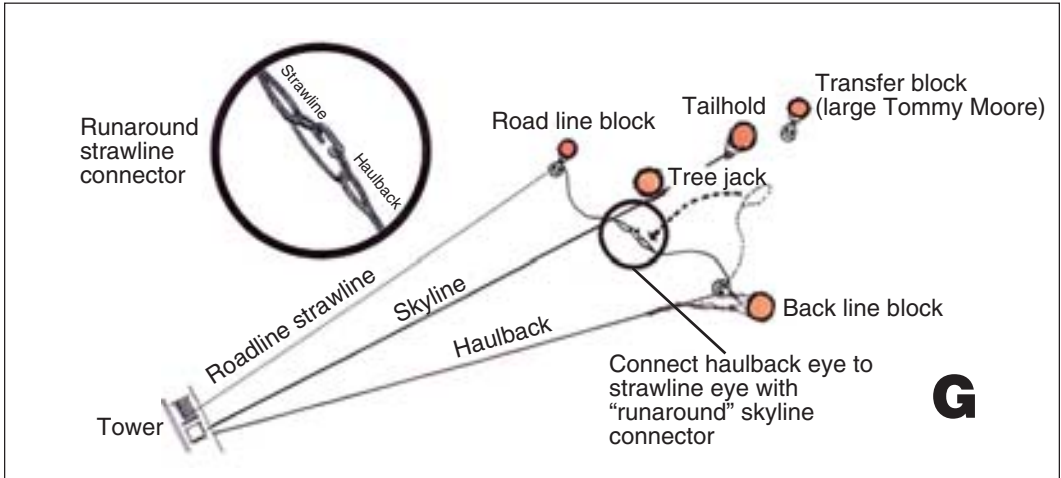 Runaround
strawline
connector
Strawline
Haulback
Road line block
Tailhold
Transfer block
(large Tommy Moore)
Tree jack
Roadline strawline
Skyline
Haulback
Back line block
Connect haulback eye to
strawline eye with
“runaround” skyline
connector
Tower
G